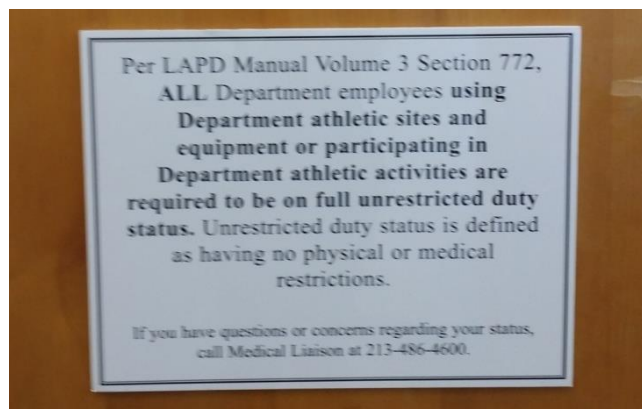 Per LAPD Manual Volume 3 Section 772,
ALL Department employees using
Department athletic sites and
equipment or participating in
Department athletic activities are
required to be on full unrestricted duty
status. Unrestricted duty status is defined
as having no physical or medical
restrictions.
If you have questions or concerns regarding your status,
call Medical Liaison at 213-486-4600.